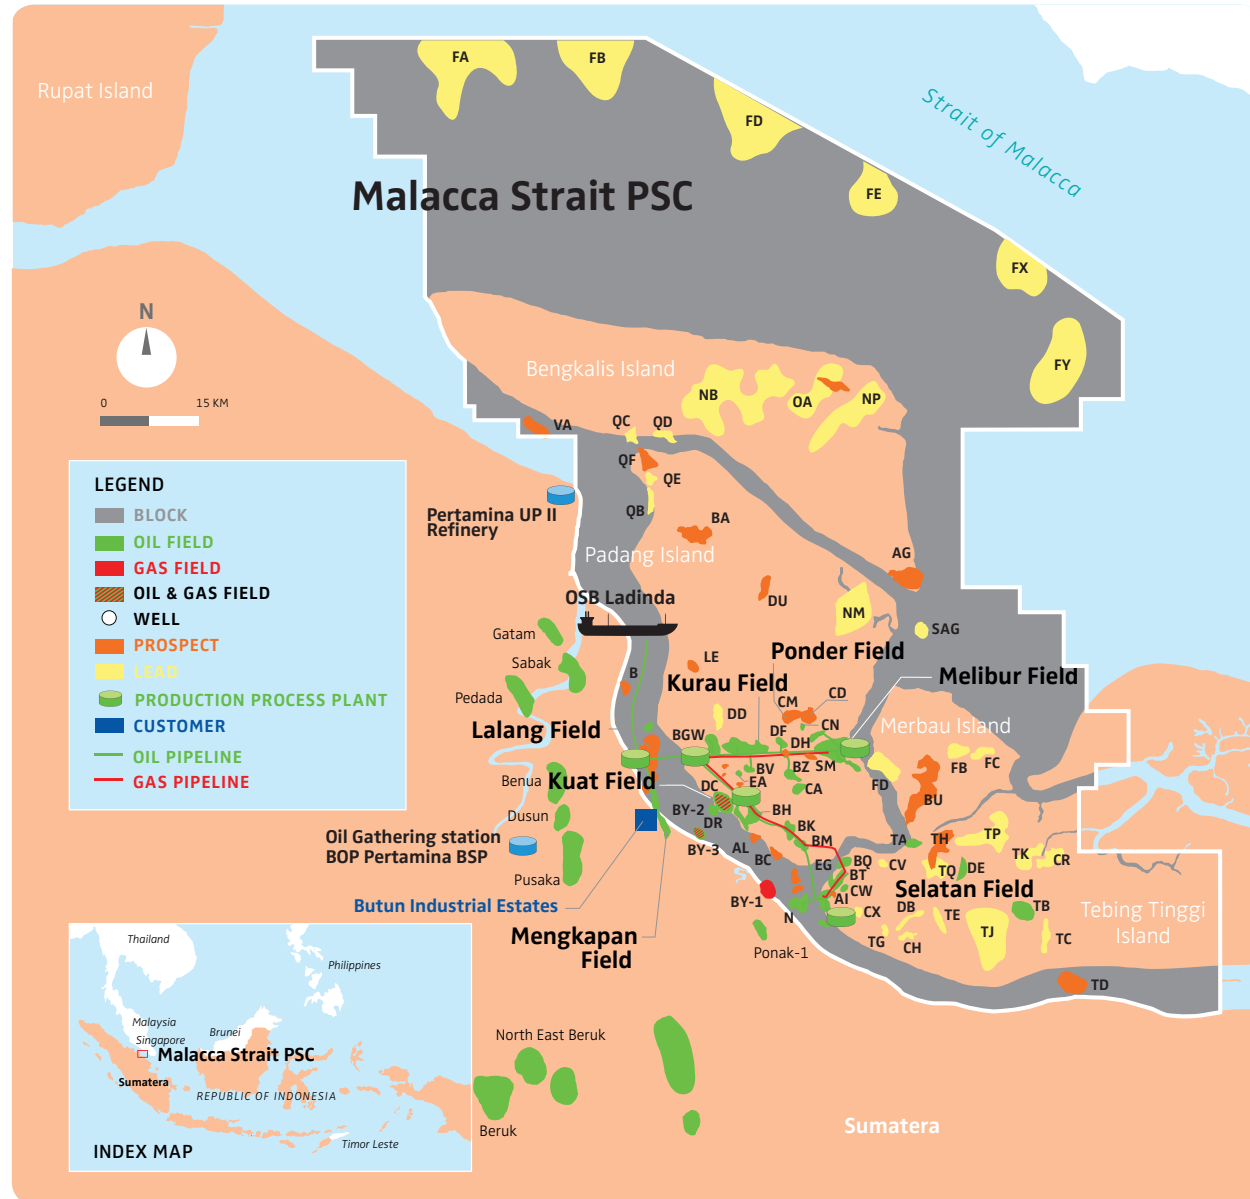 Rupat Island
FA
FB
FD
Strait of Malacca
Malacca Strait PSC
FE
FX
N
FY
Bengkalis Island
0 15 KM
NB
OA
NP
VA
QC
QD
QF
QE
QB
LEGEND
BLOCK
OIL FIELD
GAS FIELD
OIL & GAS FIELD
WELL
PROSPECT
LEAD
PRODUCTION PROCESS PLANT
CUSTOMER
OIL PIPELINE
GAS PIPELINE
Pertamina UP II
Refinery
BA
Padang Island
AG
DU
NM
OSB Ladinda
SAG
Gatam
Sabak
Pedada
LE
B
Ponder Field
Kurau Field
Melibur Field
CM
CD
CN
DD
DF
DH
Lalang Field
BGW
Merbau Island
BV
BZ
SM
FB
FC
FD
Benua
Kuat Field
DC
EA
CA
BU
BY-2
DR
BH
Dusun
BK
BM
Oil Gathering station
BOP Pertamina BSP
BY-3
AL
BC
EG
BQ
BT
CV
TA
TH
TP
TK
CR
TQ
DE
Pusaka
BY-1
CW
AI
Selatan Field
Butun Industrial Estates
N
CX
DB
TE
TB
Tebing Tinggi
Island
Mengkapan
Field
Ponak-1
TG
CH
TJ
TC
TD
Thailand
Philippines
Malaysia
Singapore
Brunei
Malacca Strait PSC
Sumatera
REPUBLIC OF INDONESIA
Timor Leste
INDEX MAP
North East Beruk
Beruk
Sumatera